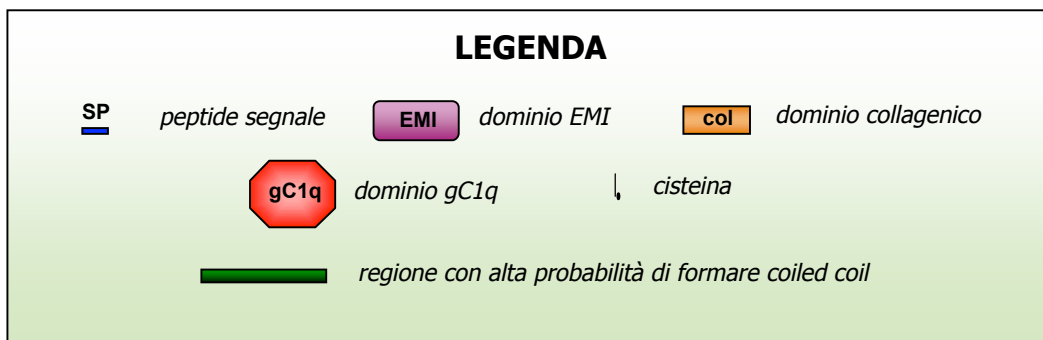 LEGENDA
SP peptide segnale EMI dominio EMI col dominio collagenico
gC1q dominio gC1q cisteina
regione con alta probabilità di formare coiled coil